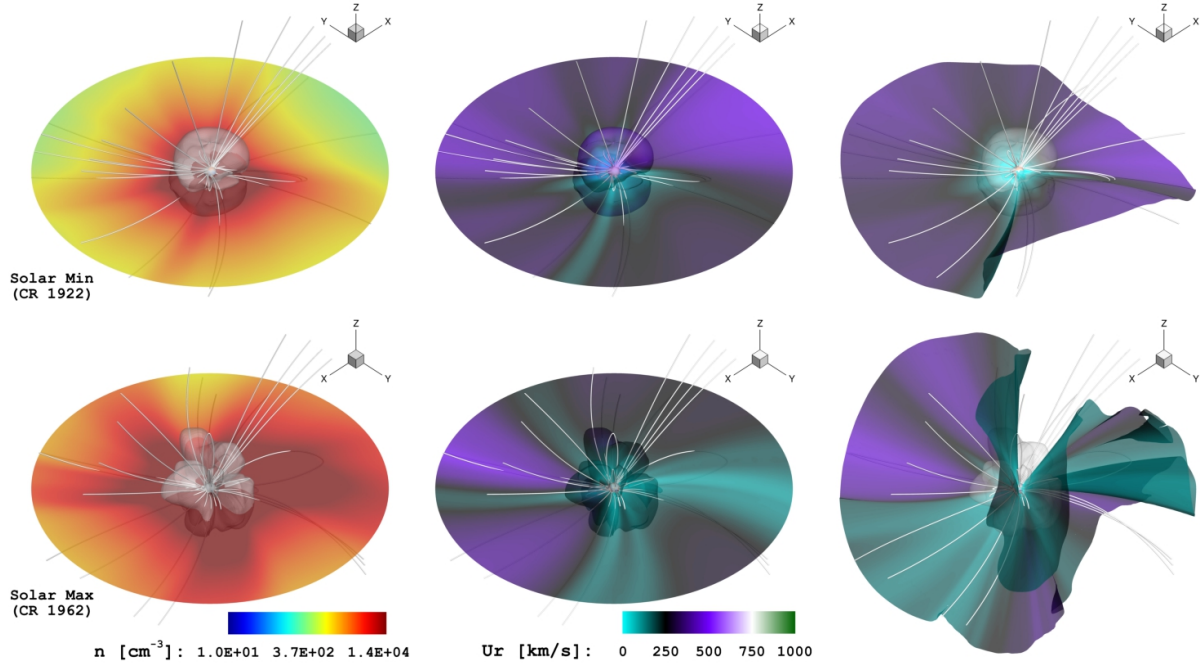 Z
Y X
Z
Y X
Z
Y X
Solar Min
(CR 1922)
Z
X Y
Z
X Y
Z
X Y
Solar Max
(CR 1962)
n [cm⁻³]: 1.0E+01 3.7E+02 1.4E+04
Ur [km/s]: 0 250 500 750 1000